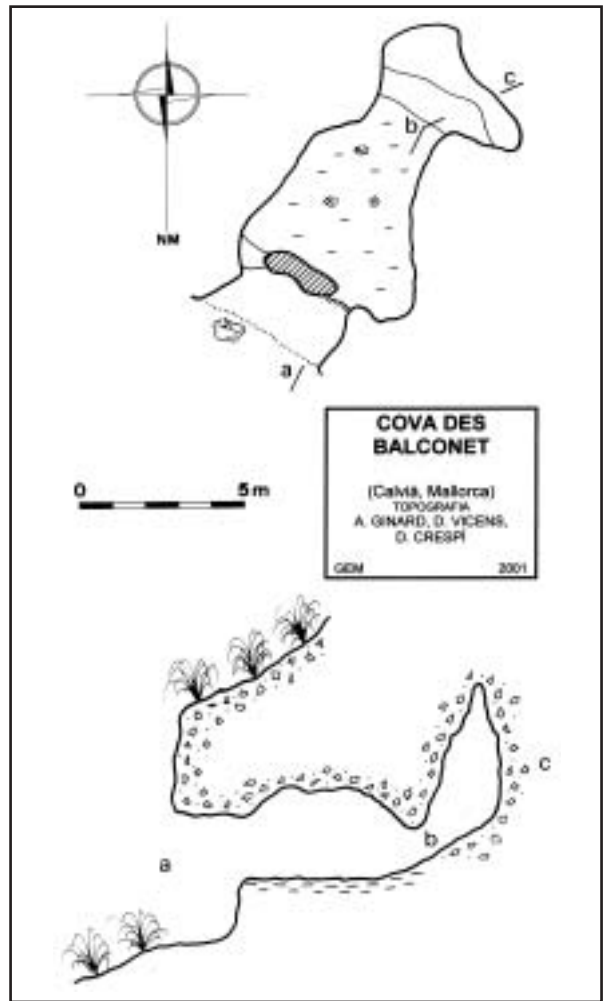 NM
c
b
a
COVA DES
BALCONET
(Calvià, Mallorca)
TOPOGRAFIA
A. GINARD, D. VICENS,
D. CRESPÍ
GEM 2001
0 5 m
c
b
a